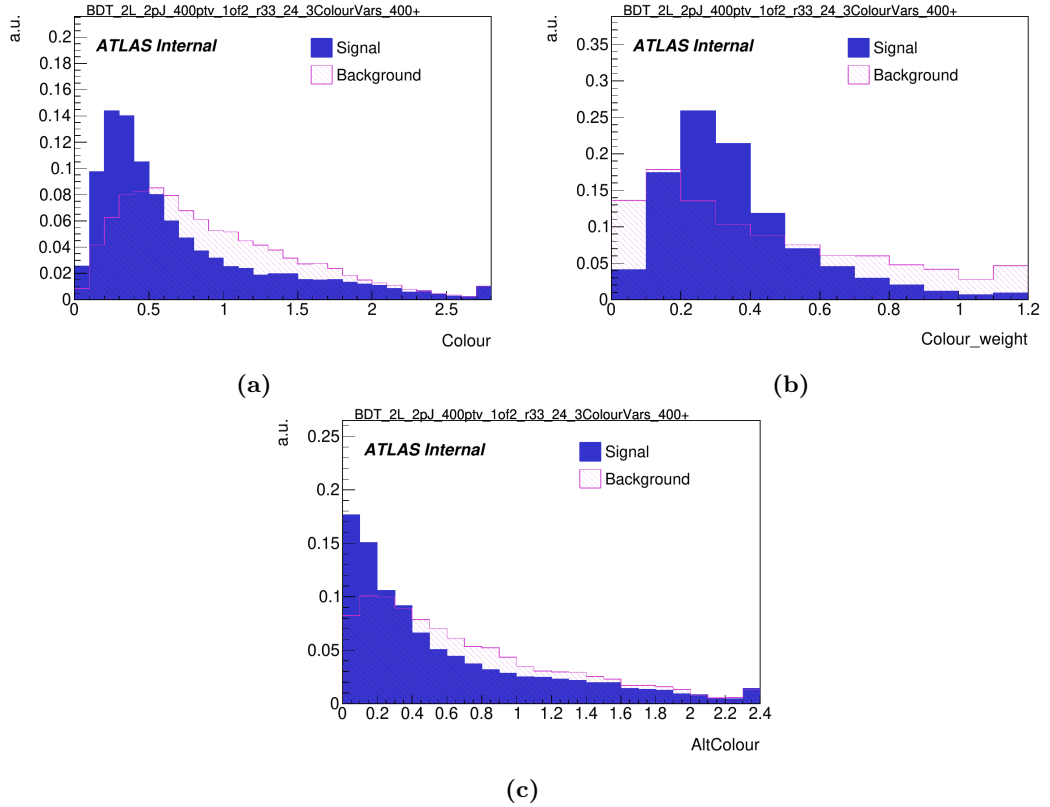 BDT_2L_2pJ_400ptv_1of2_r33_24_3ColourVars_400+
a.u.
ATLAS Internal
Signal
Background
0.2
0.18
0.16
0.14
0.12
0.1
0.08
0.06
0.04
0.02
0
0 0.5 1 1.5 2 2.5
Colour
(a)
BDT_2L_2pJ_400ptv_1of2_r33_24_3ColourVars_400+
a.u.
ATLAS Internal
Signal
Background
0.35
0.3
0.25
0.2
0.15
0.1
0.05
0
0 0.2 0.4 0.6 0.8 1 1.2
Colour_weight
(b)
BDT_2L_2pJ_400ptv_1of2_r33_24_3ColourVars_400+
a.u.
ATLAS Internal
Signal
Background
0.25
0.2
0.15
0.1
0.05
0
0 0.2 0.4 0.6 0.8 1 1.2 1.4 1.6 1.8 2 2.2 2.4
AltColour
(c)